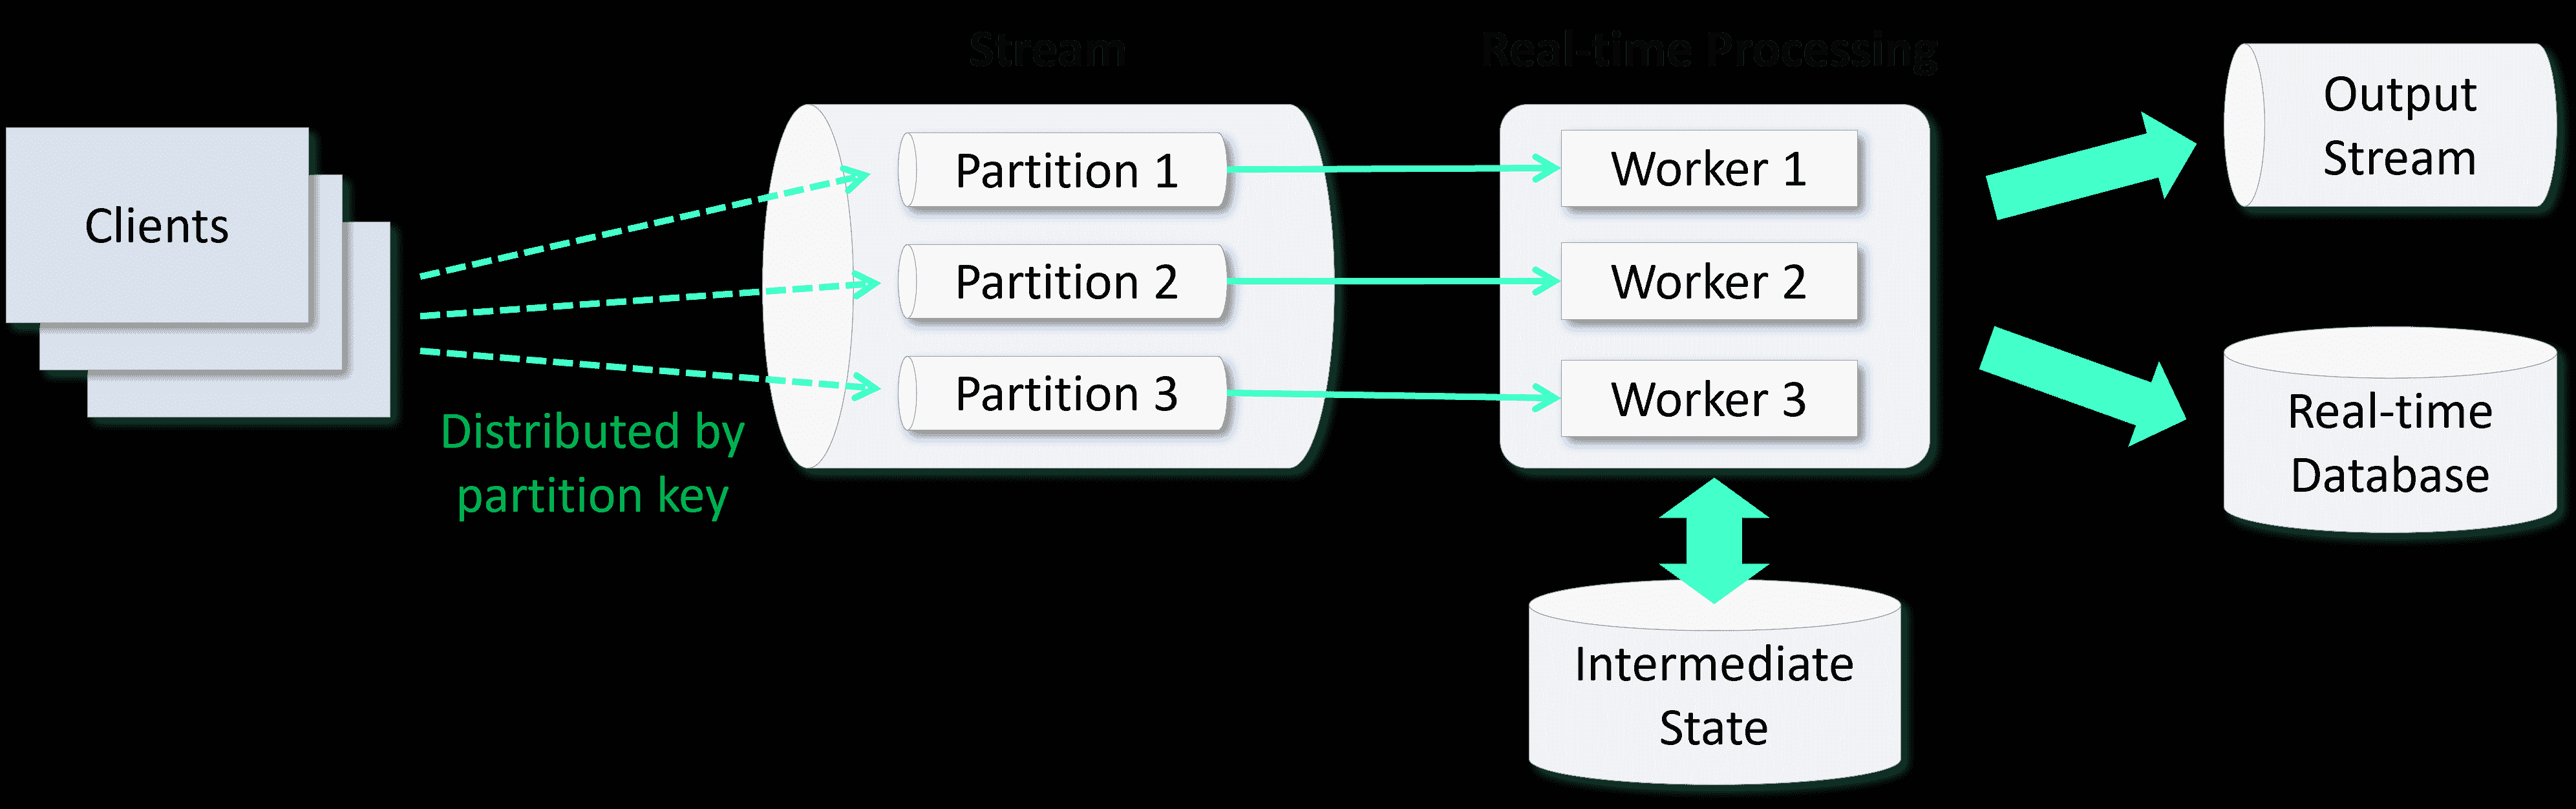 Stream
Real-time Processing
Clients
Distributed by
partition key
Partition 1
Partition 2
Partition 3
Worker 1
Worker 2
Worker 3
Intermediate
State
Output
Stream
Real-time
Database